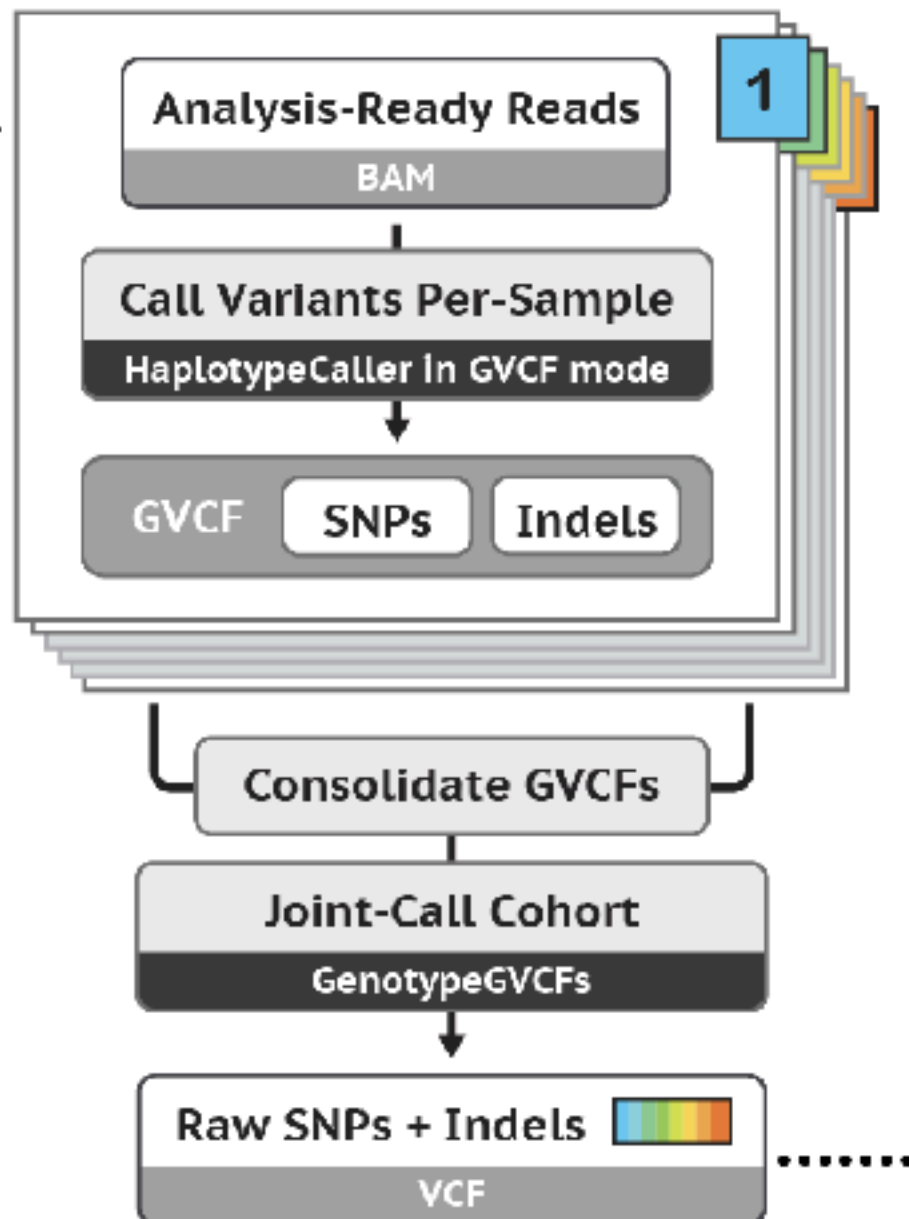 1
Analysis-Ready Reads
BAM
Call Variants Per-Sample
HaplotypeCaller in GVCF mode
GVCF SNPs Indels
Consolidate GVCFs
Joint-Call Cohort
GenotypeGVCFs
Raw SNPs + Indels
VCF